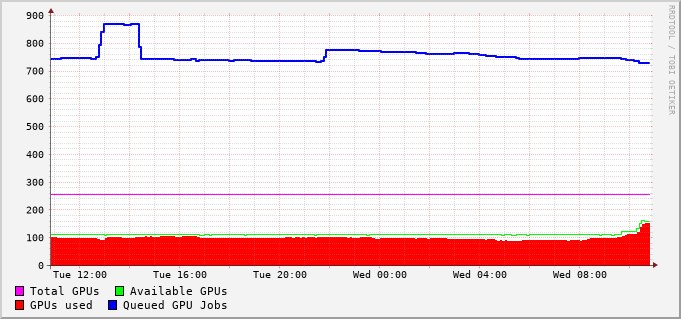 900
800
700
600
500
400
300
200
100
0
Tue 12:00 Tue 16:00 Tue 20:00 Wed 00:00 Wed 04:00 Wed 08:00
Total GPUs Available GPUs
GPUs used Queued GPU Jobs
RRDTOOL / TOBI OETIKER